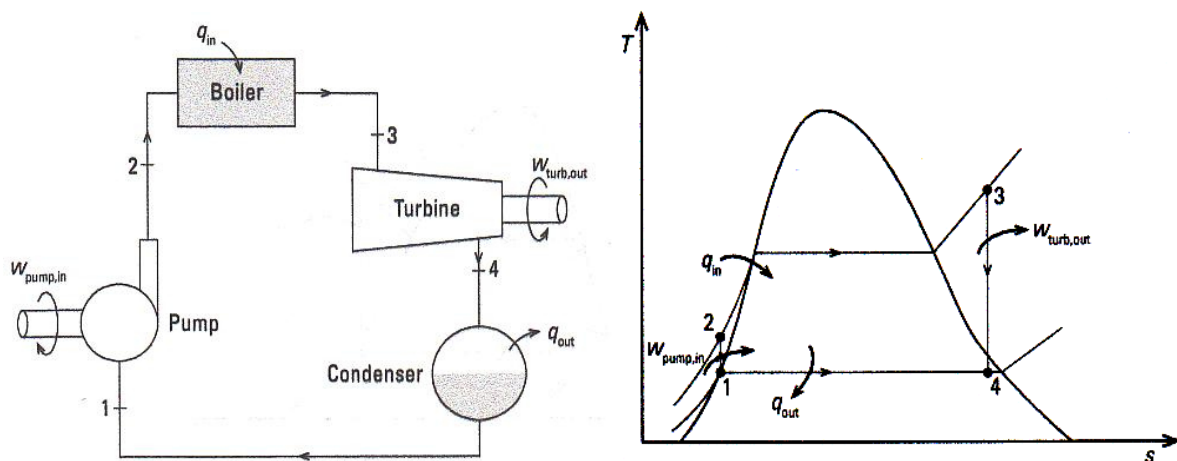 q_in
Boiler
2
3
w_turb,out
Turbine
w_pump,in
4
Pump
q_out
Condenser
1
T
3
w_turb,out
q_in
2
w_pump,in
1
4
q_out
s